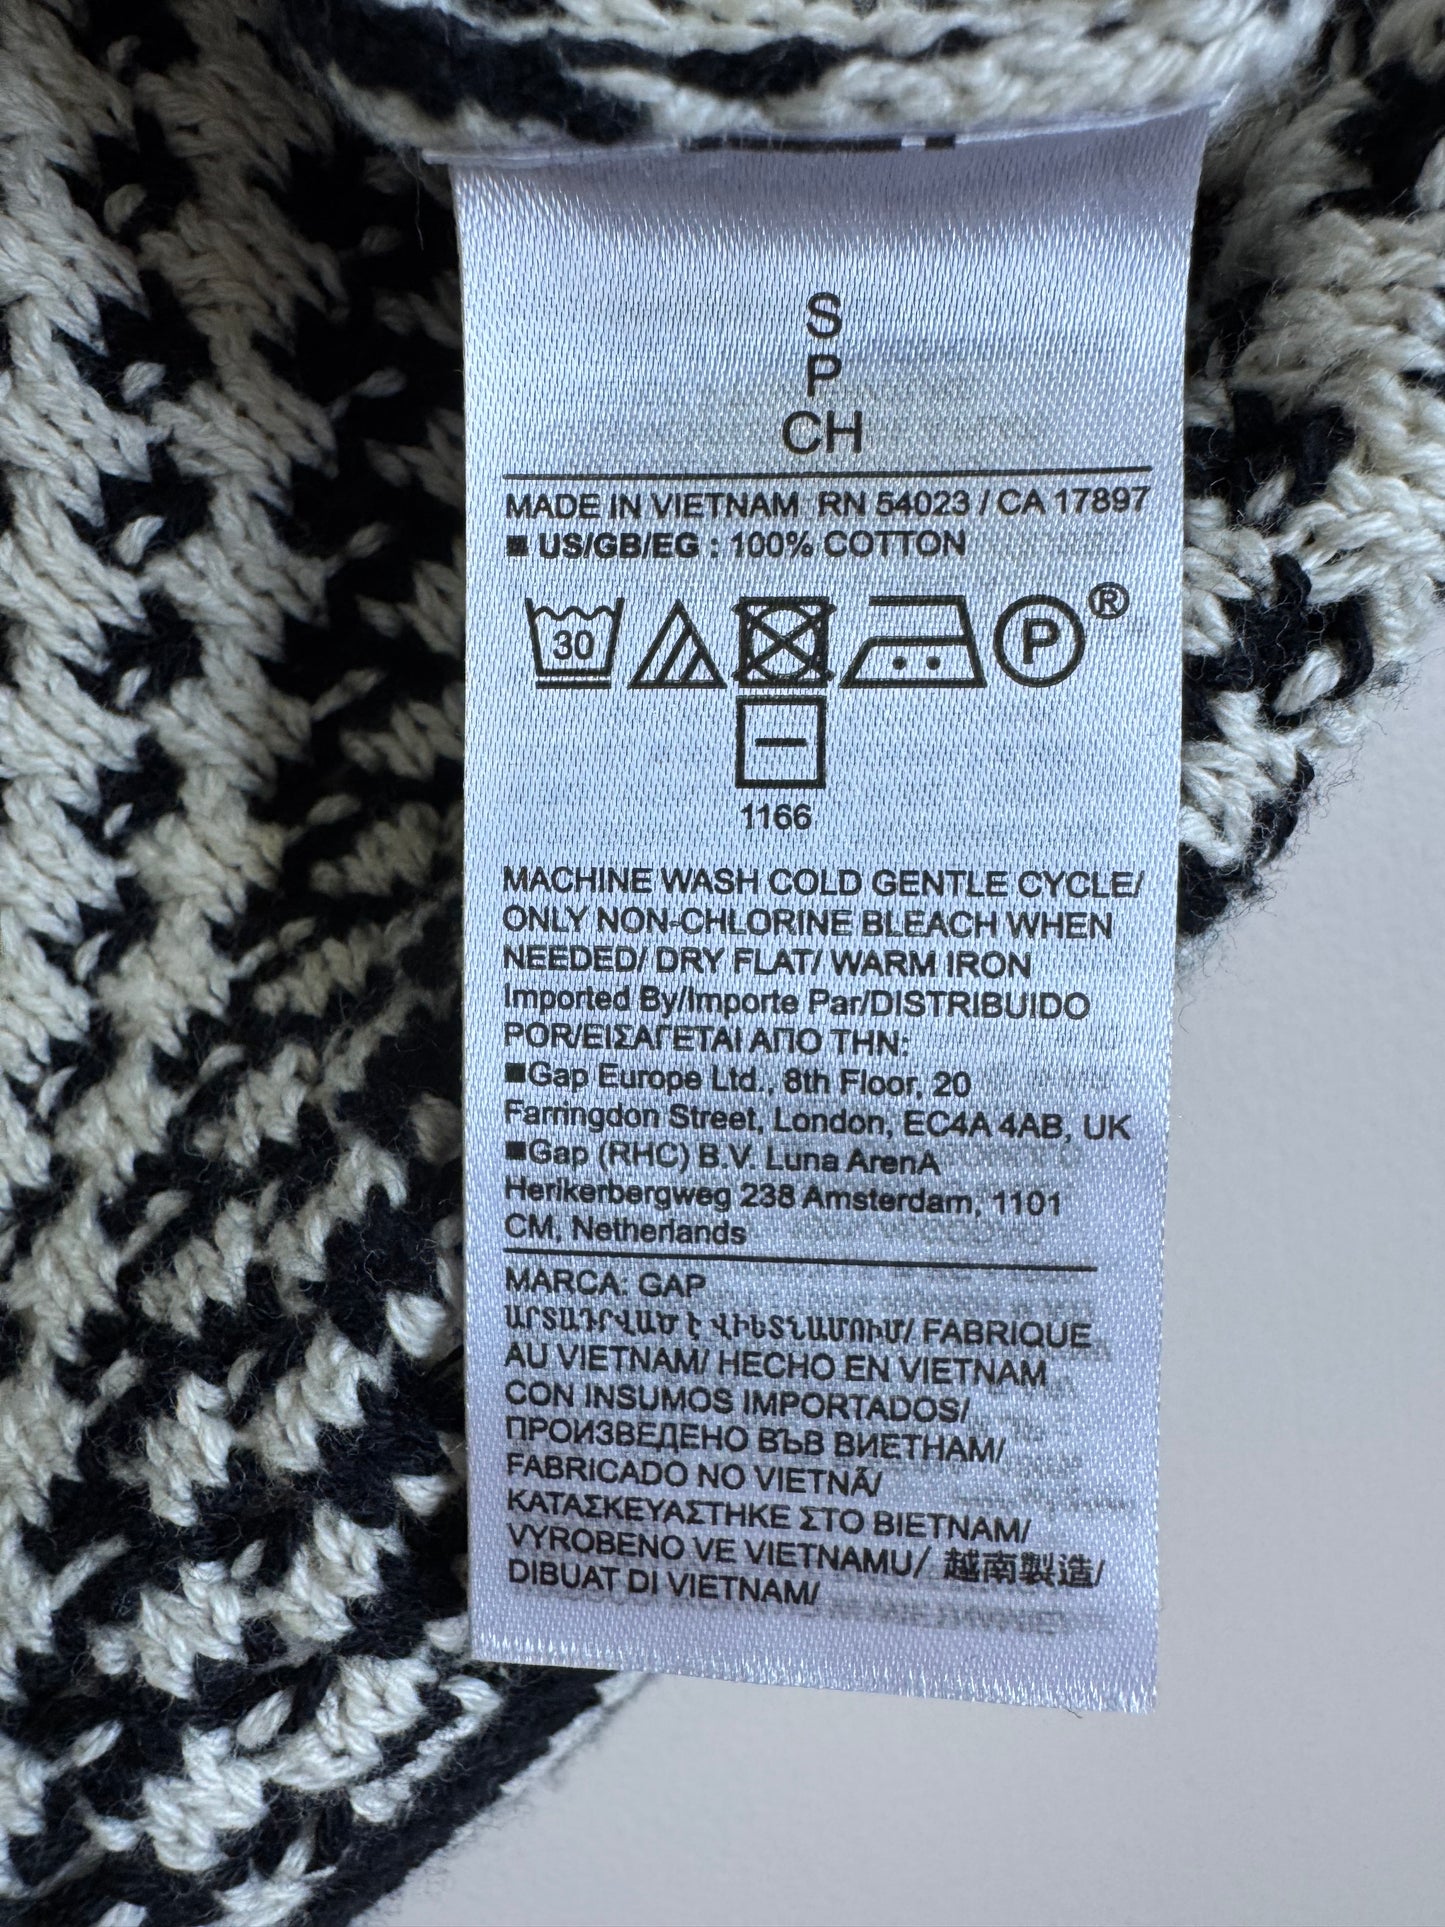 S
P
CH
MADE IN VIETNAM RN 54023 / CA 17897
■ US/GB/EG : 100% COTTON
30
P ®
1166
MACHINE WASH COLD GENTLE CYCLE/
ONLY NON-CHLORINE BLEACH WHEN
NEEDED/ DRY FLAT/ WARM IRON
Imported By/Importe Par/DISTRIBUIDO
POR/ΕΙΣΑΓΕΤΑΙ ΑΠΟ ΤΗΝ:
■Gap Europe Ltd., 8th Floor, 20
Farringdon Street, London, EC4A 4AB, UK
■Gap (RHC) B.V. Luna ArenA
Herikerbergweg 238 Amsterdam, 1101
CM, Netherlands
MARCA: GAP
ԱՐՏԱԴՐՎԱԾ Է ՎԻԵՏՆԱՄՈՒՄ/ FABRIQUE
AU VIETNAM/ HECHO EN VIETNAM
CON INSUMOS IMPORTADOS/
ПРОИЗВЕДЕНО ВЪВ ВИЕТНАМ/
FABRICADO NO VIETNÃ/
ΚΑΤΑΣΚΕΥΑΣΤΗΚΕ ΣΤΟ ΒΙΕΤΝΑΜ/
VYROBENO VE VIETNAMU/ 越南製造/
DIBUAT DI VIETNAM/